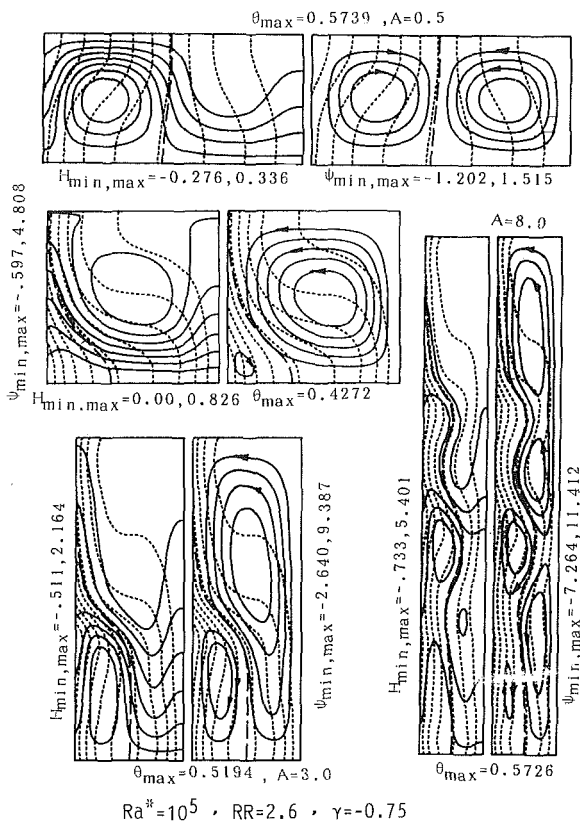 θmax=0.5739 ,A=0.5
Hmin,max=-0.276,0.336
ψmin,max=-1.202,1.515
ψmin,max=-.597,4.808
A=8.0
Hmin.max=0.00,0.826
θmax=0.4272
Hmin,max=-.511,2.164
ψmin,max=-2.640,9.387
Hmin,max=-.733,5.401
ψmin,max=-7.264,11.412
θmax=0.5194 , A=3.0
θmax=0.5726
Ra*=10⁵ , RR=2.6 , γ=-0.75